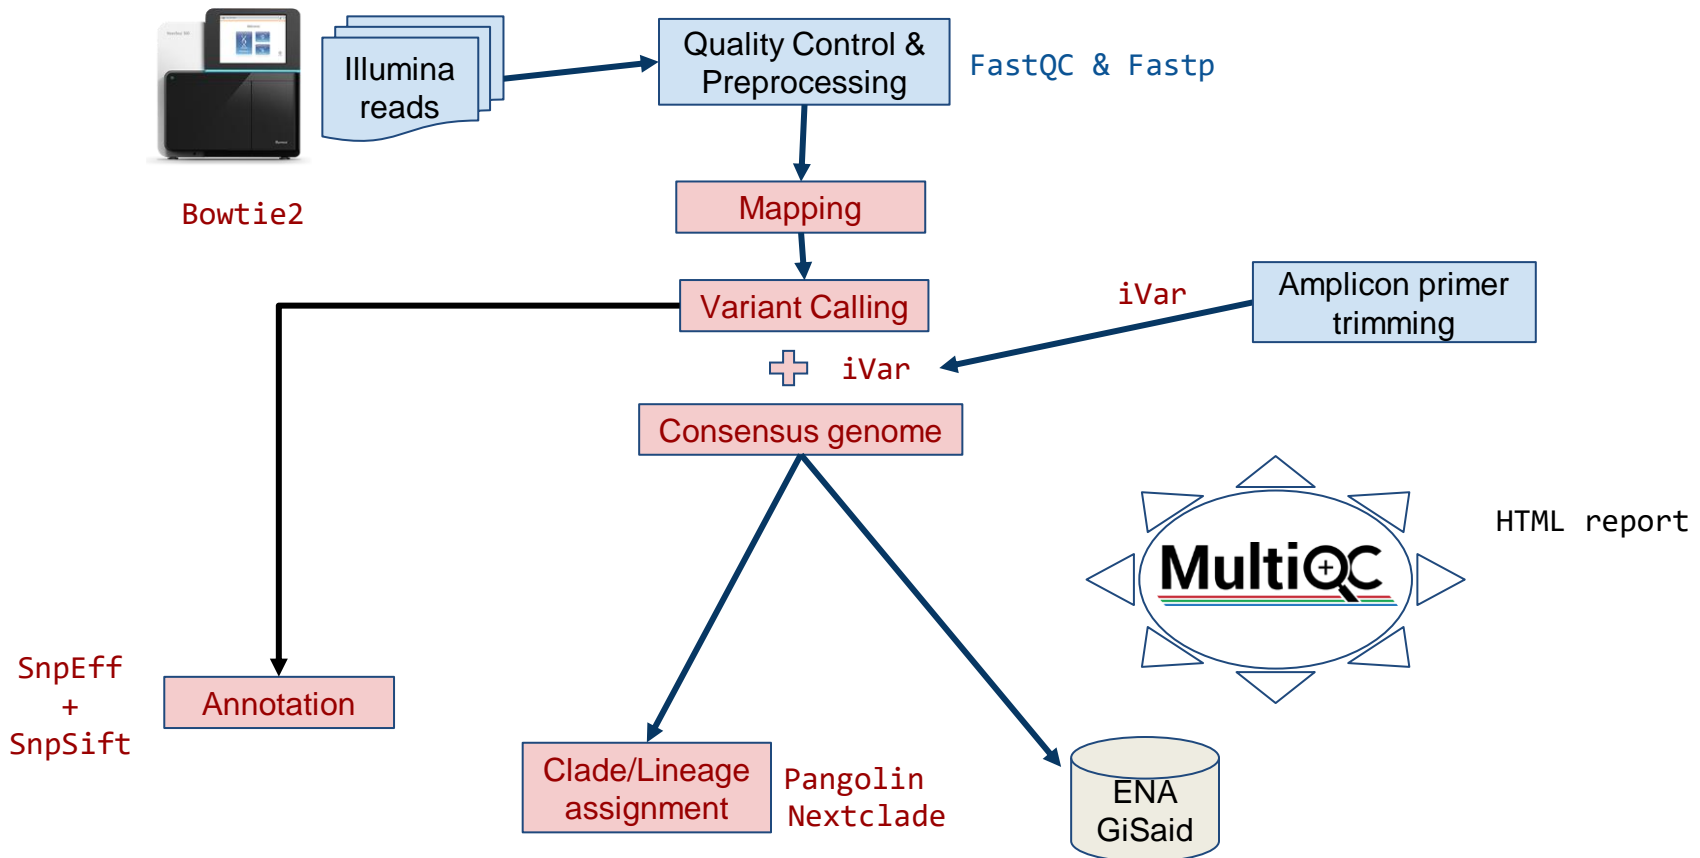 Illumina
reads
Quality Control &
Preprocessing
FastQC & Fastp
Bowtie2
Mapping
Variant Calling
iVar
Amplicon primer
trimming
iVar
Consensus genome
MultiQC
HTML report
SnpEff
+
SnpSift
Annotation
Clade/Lineage
assignment
Pangolin
Nextclade
ENA
GiSaid